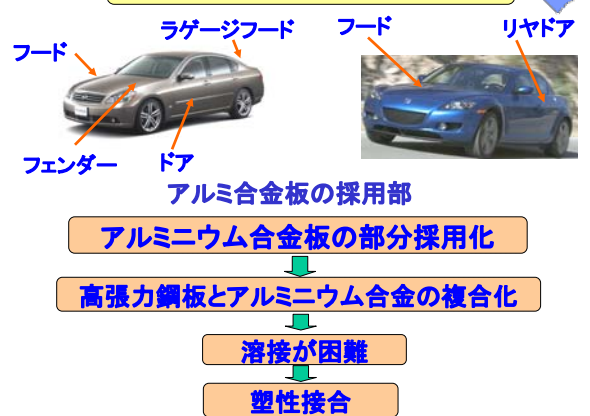 ラゲージフード
フード
リヤドア
フード
フェンダー
ドア
アルミ合金板の採用部
アルミニウム合金板の部分採用化
高張力鋼板とアルミニウム合金の複合化
溶接が困難
塑性接合